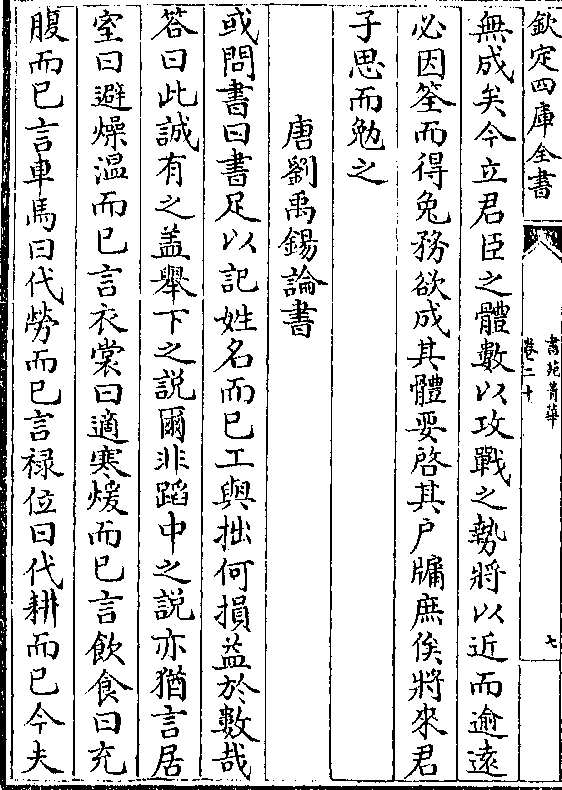 欽定四庫全書
書苑菁華
卷二十
七
無成矣今立君臣之體數以攻戰之勢將以近而逾遠
必因筌而得兔務欲成其體要啓其戶牖庶俟將來君
子思而勉之
唐劉禹錫論書
或問書曰書足以記姓名而已工與拙何損益於數哉
答曰此誠有之盖舉下之説爾非蹈中之説亦猶言居
室曰避燥溫而已言衣裳曰適寒煖而已言飲食曰充
腹而已言車馬曰代勞而已言禄位曰代耕而已今夫